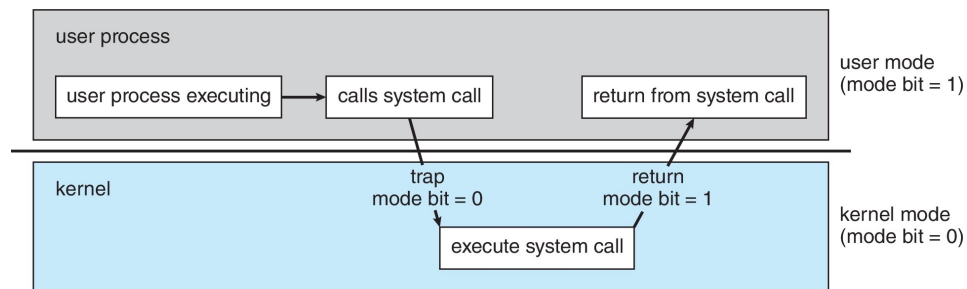 user process
user process executing
calls system call
return from system call
user mode
(mode bit = 1)
kernel
trap
mode bit = 0
return
mode bit = 1
execute system call
kernel mode
(mode bit = 0)